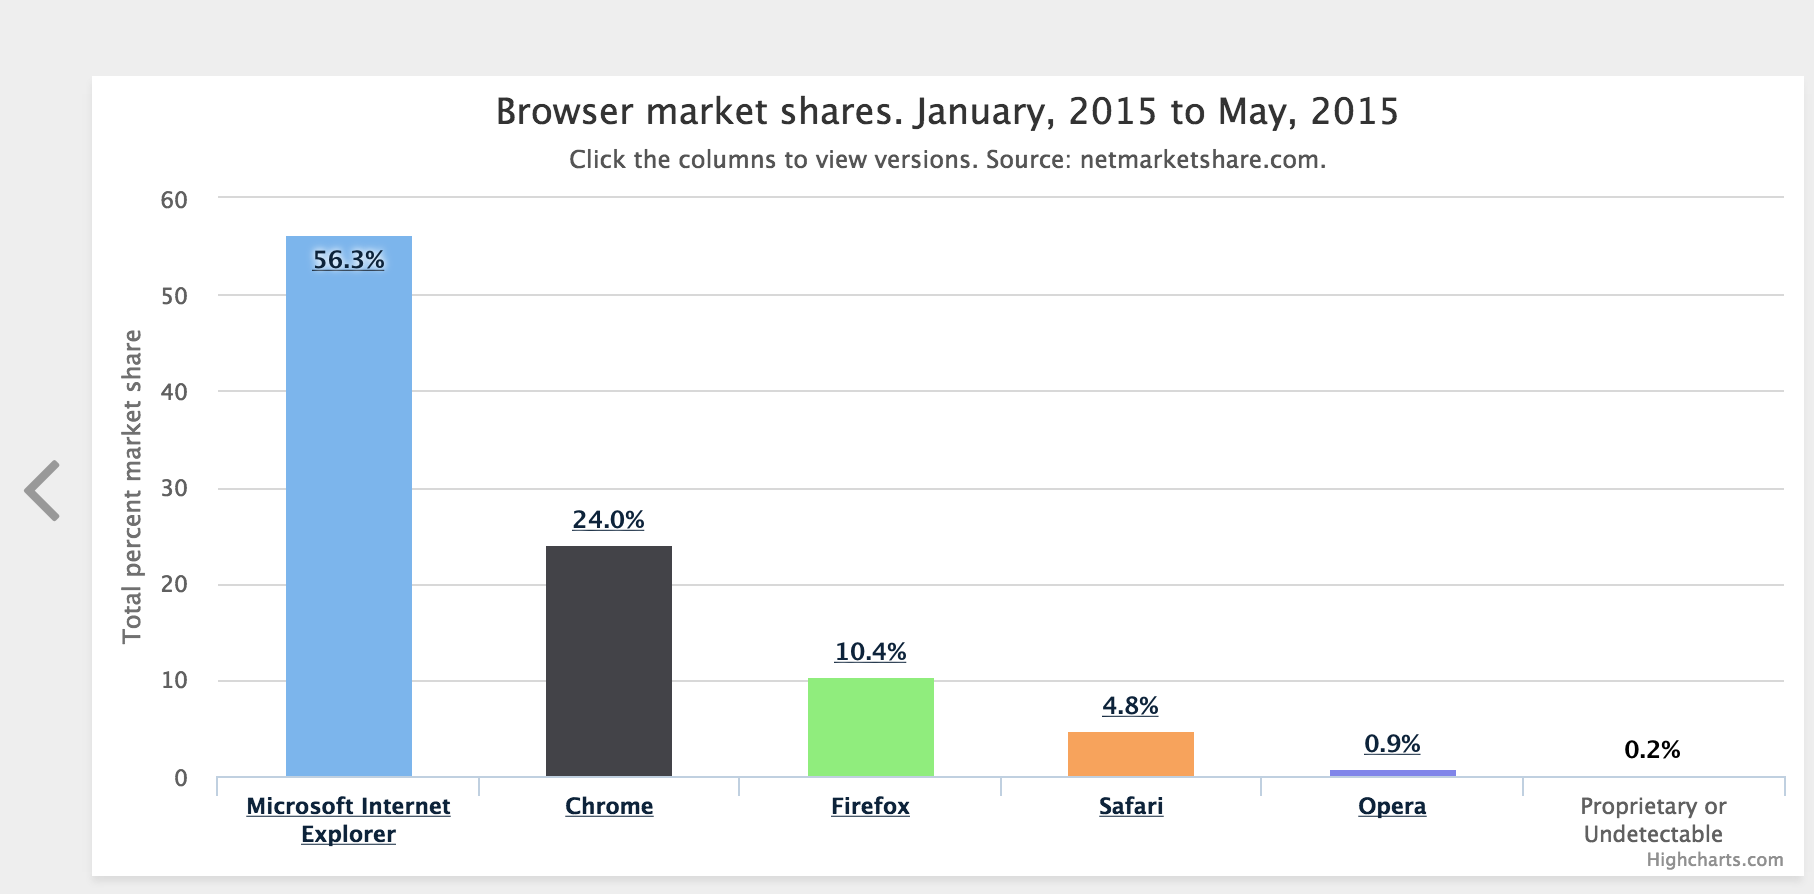 Browser market shares. January, 2015 to May, 2015
Click the columns to view versions. Source: netmarketshare.com.
Total percent market share
60
50
40
30
20
10
0
56.3%
24.0%
10.4%
4.8%
0.9%
0.2%
Microsoft Internet
Explorer
Chrome
Firefox
Safari
Opera
Proprietary or
Undetectable
Highcharts.com